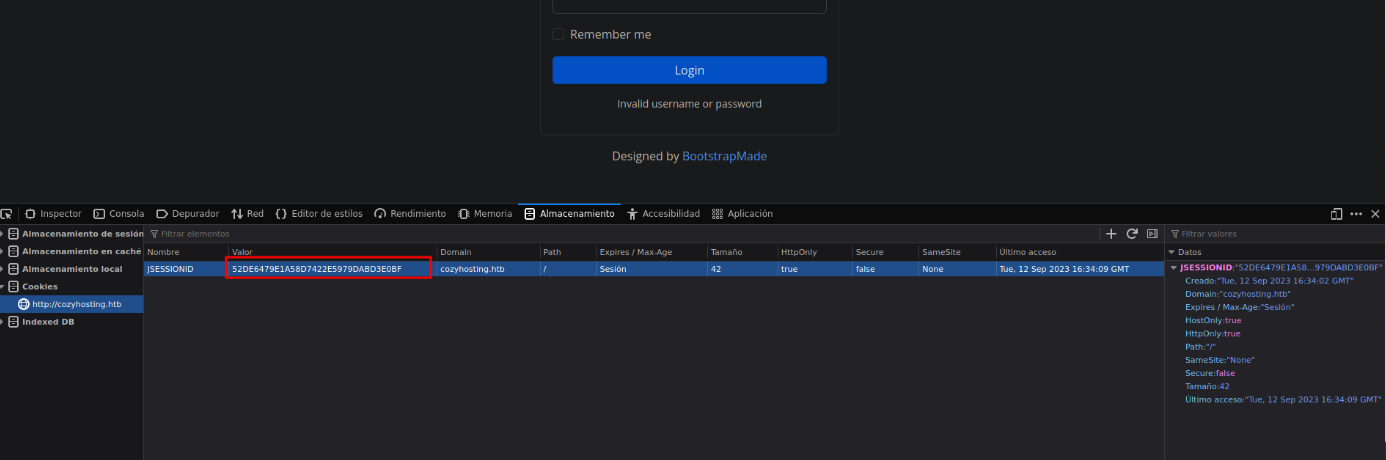 Remember me
Login
Invalid username or password
Designed by BootstrapMade
Inspector Consola Depurador Red Editor de estilos Rendimiento Memoria Almacenamiento Accesibilidad Aplicación
Almacenamiento de sesión Filtrar elementos Filtrar valores
Almacenamiento en caché Nombre Valor Domain Path Expires / Max-Age Tamaño HttpOnly Secure SameSite Último acceso Datos
Almacenamiento local JSESSIONID 52DE6479E1A58D7422E5979DABD3E0BF cozyhosting.htb / Sesión 42 true false None Tue, 12 Sep 2023 16:34:09 GMT JSESSIONID:"52DE6479E1A58...979DABD3E0BF"
Cookies Creado:"Tue, 12 Sep 2023 16:34:02 GMT"
http://cozyhosting.htb Domain:"cozyhosting.htb"
Expires / Max-Age:"Sesión"
Indexed DB HostOnly:true
HttpOnly:true
Path:"/"
SameSite:"None"
Secure:false
Tamaño:42
Último acceso:"Tue, 12 Sep 2023 16:34:09 GMT"